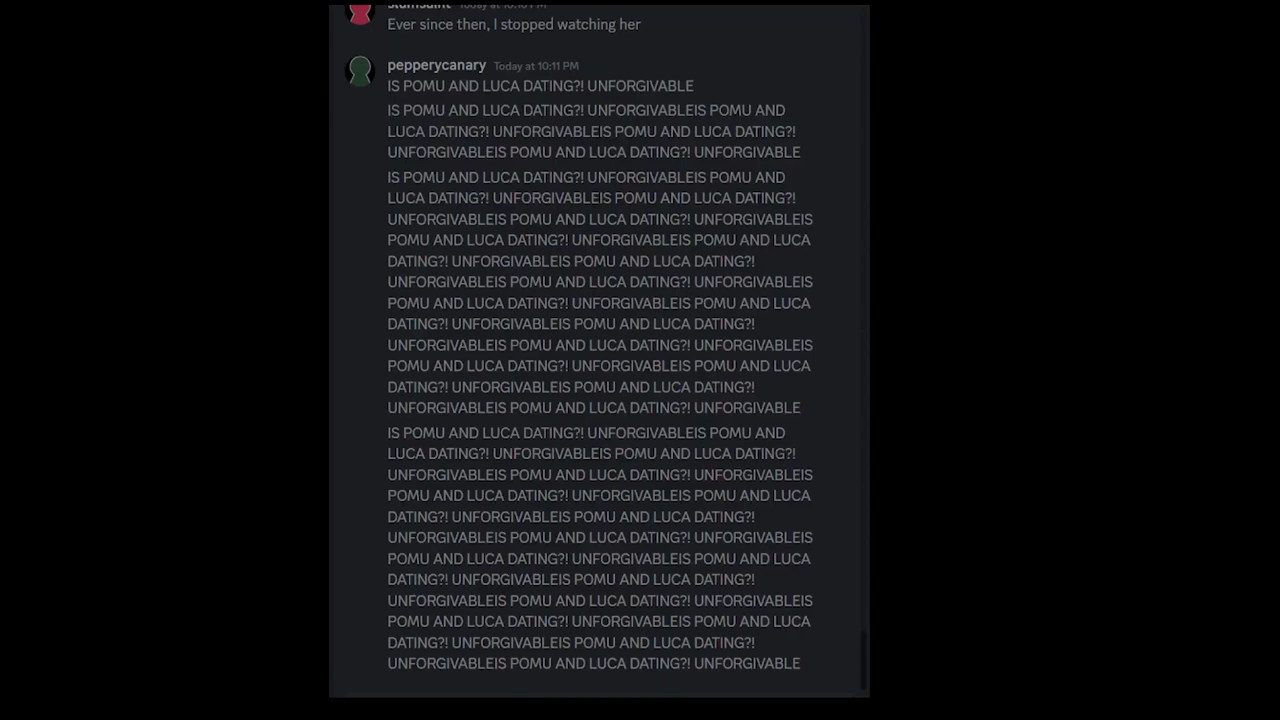 Today at 10:10 PM
Ever since then, I stopped watching her
pepperycanary Today at 10:11 PM
IS POMU AND LUCA DATING?! UNFORGIVABLE
IS POMU AND LUCA DATING?! UNFORGIVABLEIS POMU AND
LUCA DATING?! UNFORGIVABLEIS POMU AND LUCA DATING?!
UNFORGIVABLEIS POMU AND LUCA DATING?! UNFORGIVABLE
IS POMU AND LUCA DATING?! UNFORGIVABLEIS POMU AND
LUCA DATING?! UNFORGIVABLEIS POMU AND LUCA DATING?!
UNFORGIVABLEIS POMU AND LUCA DATING?! UNFORGIVABLEIS
POMU AND LUCA DATING?! UNFORGIVABLEIS POMU AND LUCA
DATING?! UNFORGIVABLEIS POMU AND LUCA DATING?!
UNFORGIVABLEIS POMU AND LUCA DATING?! UNFORGIVABLEIS
POMU AND LUCA DATING?! UNFORGIVABLEIS POMU AND LUCA
DATING?! UNFORGIVABLEIS POMU AND LUCA DATING?!
UNFORGIVABLEIS POMU AND LUCA DATING?! UNFORGIVABLEIS
POMU AND LUCA DATING?! UNFORGIVABLEIS POMU AND LUCA
DATING?! UNFORGIVABLEIS POMU AND LUCA DATING?!
UNFORGIVABLEIS POMU AND LUCA DATING?! UNFORGIVABLE
IS POMU AND LUCA DATING?! UNFORGIVABLEIS POMU AND
LUCA DATING?! UNFORGIVABLEIS POMU AND LUCA DATING?!
UNFORGIVABLEIS POMU AND LUCA DATING?! UNFORGIVABLEIS
POMU AND LUCA DATING?! UNFORGIVABLEIS POMU AND LUCA
DATING?! UNFORGIVABLEIS POMU AND LUCA DATING?!
UNFORGIVABLEIS POMU AND LUCA DATING?! UNFORGIVABLEIS
POMU AND LUCA DATING?! UNFORGIVABLEIS POMU AND LUCA
DATING?! UNFORGIVABLEIS POMU AND LUCA DATING?!
UNFORGIVABLEIS POMU AND LUCA DATING?! UNFORGIVABLEIS
POMU AND LUCA DATING?! UNFORGIVABLEIS POMU AND LUCA
DATING?! UNFORGIVABLEIS POMU AND LUCA DATING?!
UNFORGIVABLEIS POMU AND LUCA DATING?! UNFORGIVABLE